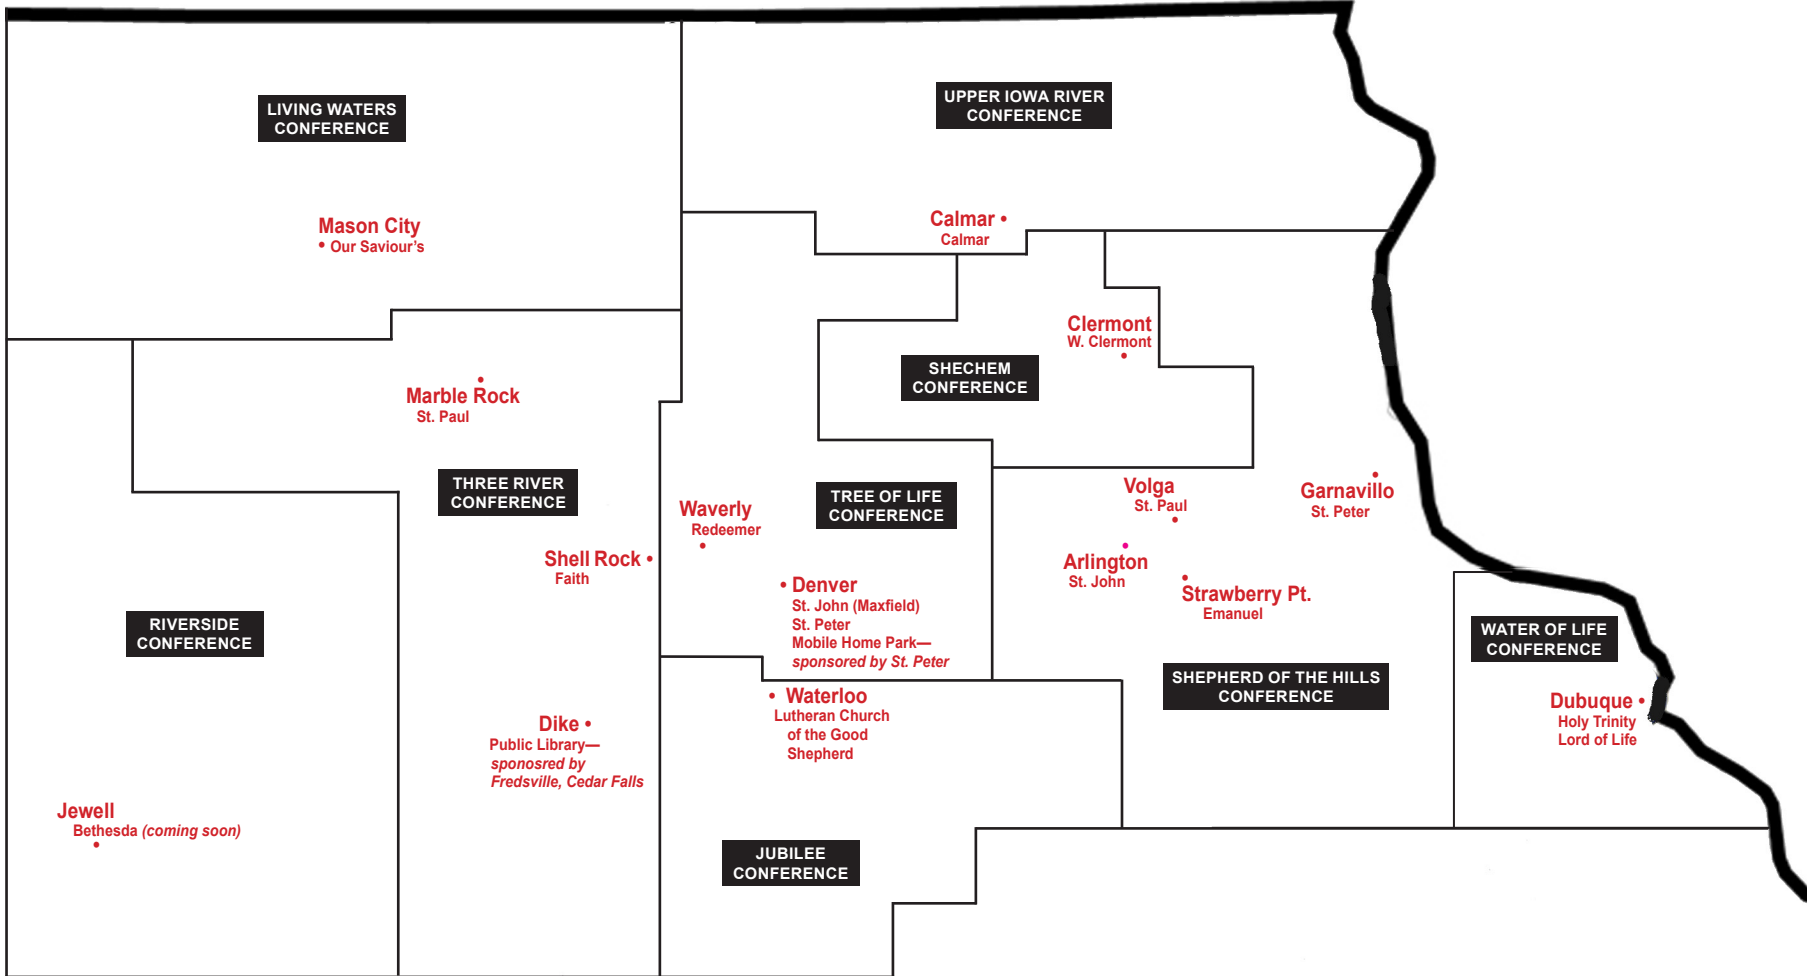 LIVING WATERS
CONFERENCE
UPPER IOWA RIVER
CONFERENCE
Mason City
• Our Saviour's
Calmar •
Calmar
Clermont
W. Clermont
SHECHEM
CONFERENCE
Marble Rock
St. Paul
THREE RIVER
CONFERENCE
TREE OF LIFE
CONFERENCE
Waverly
Redeemer
Volga
St. Paul
Garnavillo
St. Peter
Shell Rock •
Faith
Arlington
St. John
• Denver
St. John (Maxfield)
St. Peter
Mobile Home Park—
sponsored by St. Peter
Strawberry Pt.
Emanuel
RIVERSIDE
CONFERENCE
WATER OF LIFE
CONFERENCE
SHEPHERD OF THE HILLS
CONFERENCE
• Waterloo
Lutheran Church
of the Good
Shepherd
Dubuque •
Holy Trinity
Lord of Life
Dike •
Public Library—
sponosred by
Fredsville, Cedar Falls
Jewell
Bethesda (coming soon)
JUBILEE
CONFERENCE